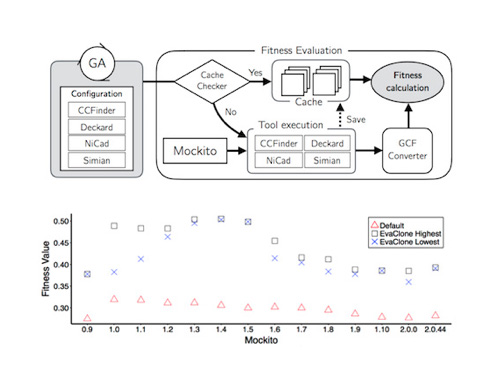 Fitness Evaluation
GA
Configuration
CCFinder
Deckard
NiCad
Simian
Cache
Checker
Yes
No
Cache
Fitness
calculation
Save
Tool execution
CCFinder
Deckard
NiCad
Simian
Mockito
GCF
Converter
Fitness Value
0.50
0.45
0.40
0.35
0.30
Default
EvaClone Highest
EvaClone Lowest
0.9 1.0 1.1 1.2 1.3 1.4 1.5 1.6 1.7 1.8 1.9 1.10 2.0.0 2.0.44
Mockito